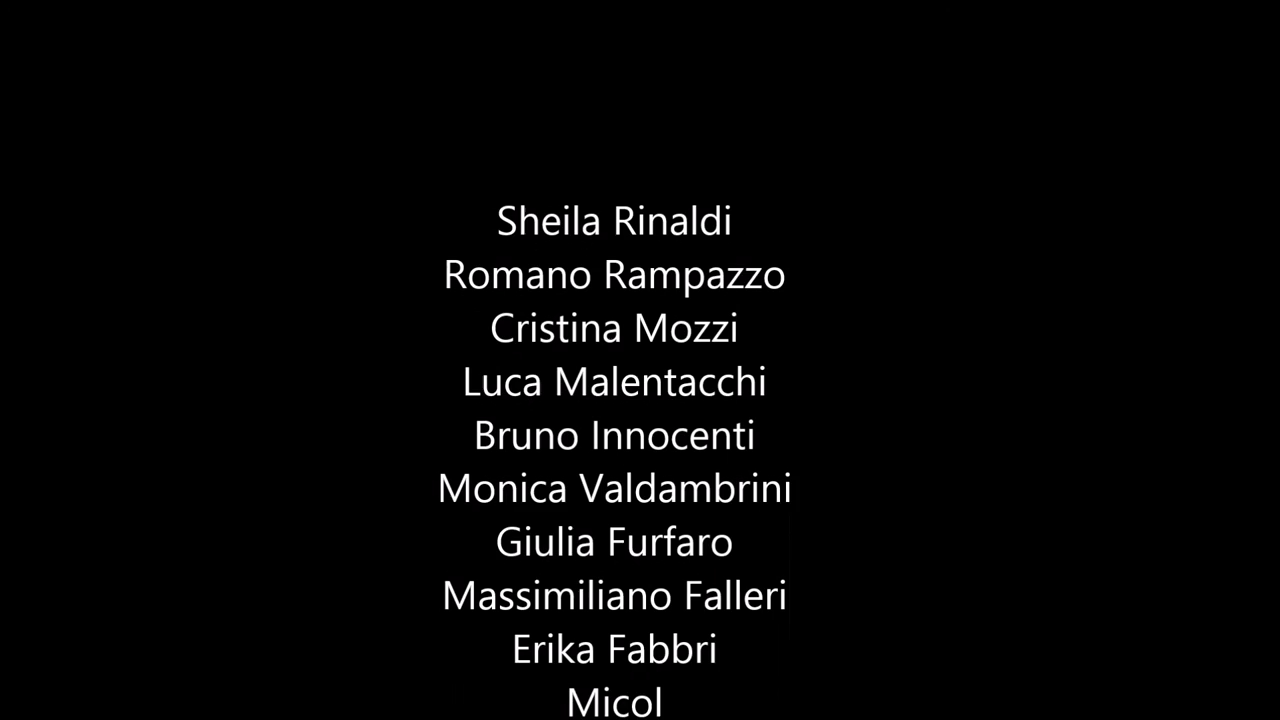 Sheila Rinaldi
Romano Rampazzo
Cristina Mozzi
Luca Malentacchi
Bruno Innocenti
Monica Valdambrini
Giulia Furfaro
Massimiliano Falleri
Erika Fabbri
Micol